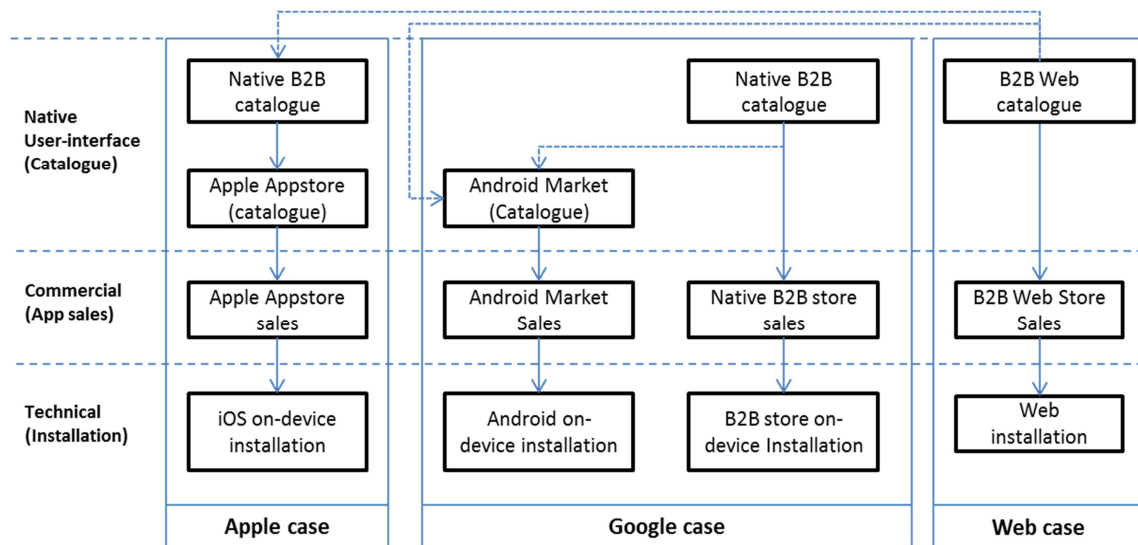 Native B2B
catalogue
Native B2B
catalogue
B2B Web
catalogue
Native
User-interface
(Catalogue)
Apple Appstore
(catalogue)
Android Market
(Catalogue)
Commercial
(App sales)
Apple Appstore
sales
Android Market
Sales
Native B2B store
sales
B2B Web Store
Sales
Technical
(Installation)
iOS on-device
installation
Android on-
device installation
B2B store on-
device Installation
Web
installation
Apple case
Google case
Web case